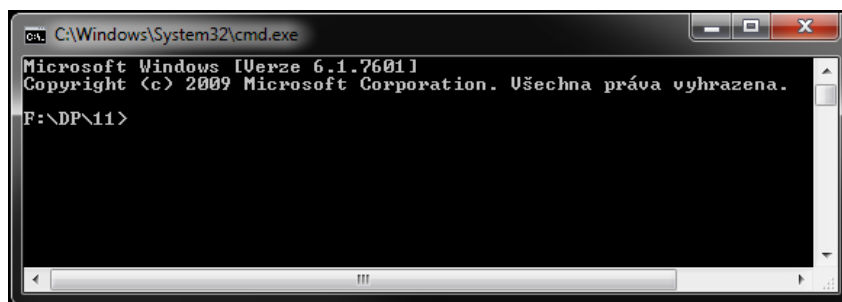 C:\Windows\System32\cmd.exe
Microsoft Windows [Verze 6.1.7601]
Copyright (c) 2009 Microsoft Corporation. Všechna práva vyhrazena.
F:\DP\11>